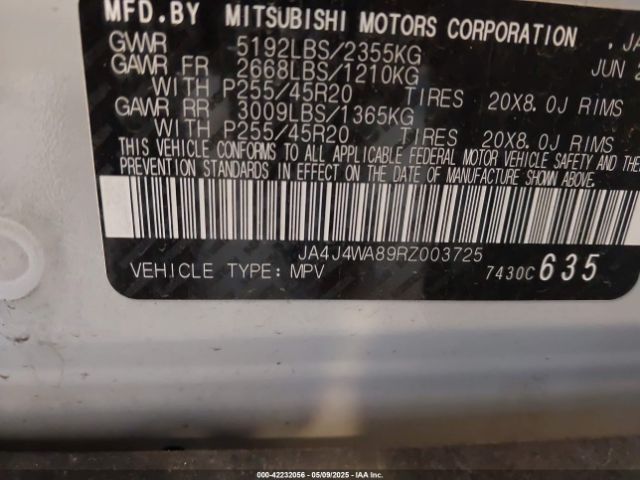 MFD.BY MITSUBISHI MOTORS CORPORATION , JA
GVWR 5192LBS/2355KG JUN
GAWR FR 2668LBS/1210KG
WITH P255/45R20 TIRES 20X8.0J RIMS
GAWR RR 3009LBS/1365KG
WITH P255/45R20 TIRES 20X8.0J RIMS
THIS VEHICLE CONFORMS TO ALL APPLICABLE FEDERAL MOTOR VEHICLE SAFETY AND THE
PREVENTION STANDARDS IN EFFECT ON THE DATE OF MANUFACTURE SHOWN ABOVE.
JA4J4WA89RZ003725
VEHICLE TYPE: MPV 7430C 635
000-42232056 — 05/09/2025 — IAA Inc.